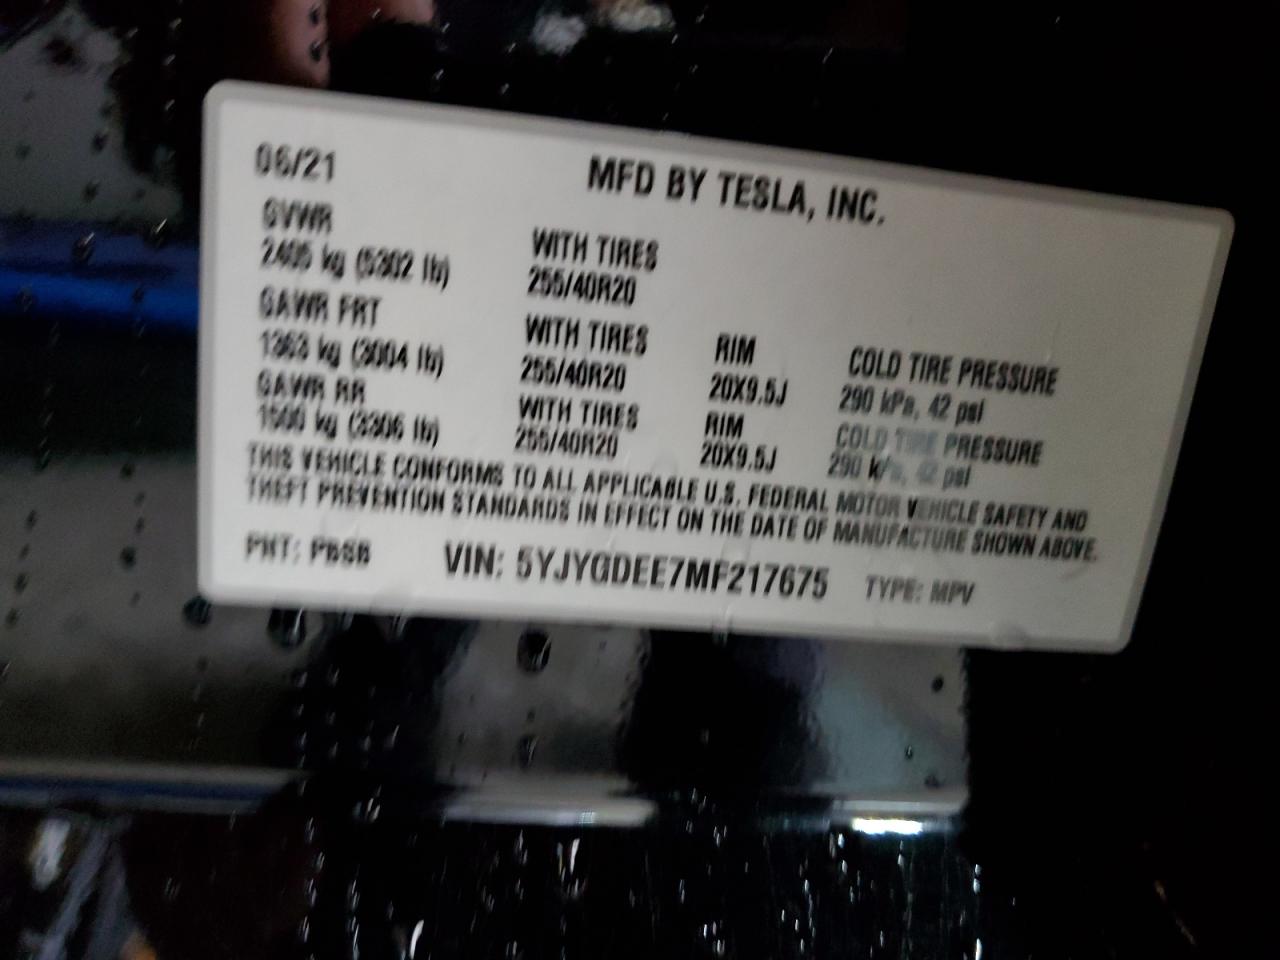 06/21
MFD BY TESLA, INC.
GVWR
2405 kg (5302 lb)
WITH TIRES
255/40R20
GAWR FRT
1363 kg (3004 lb)
WITH TIRES
255/40R20
RIM
20X9.5J
COLD TIRE PRESSURE
290 kPa, 42 psi
GAWR RR
1500 kg (3306 lb)
WITH TIRES
255/40R20
RIM
20X9.5J
COLD TIRE PRESSURE
290 kPa, 42 psi
THIS VEHICLE CONFORMS TO ALL APPLICABLE U.S. FEDERAL MOTOR VEHICLE SAFETY AND
THEFT PREVENTION STANDARDS IN EFFECT ON THE DATE OF MANUFACTURE SHOWN ABOVE.
PNT: PBSB
VIN: 5YJYGDEE7MF217675
TYPE: MPV